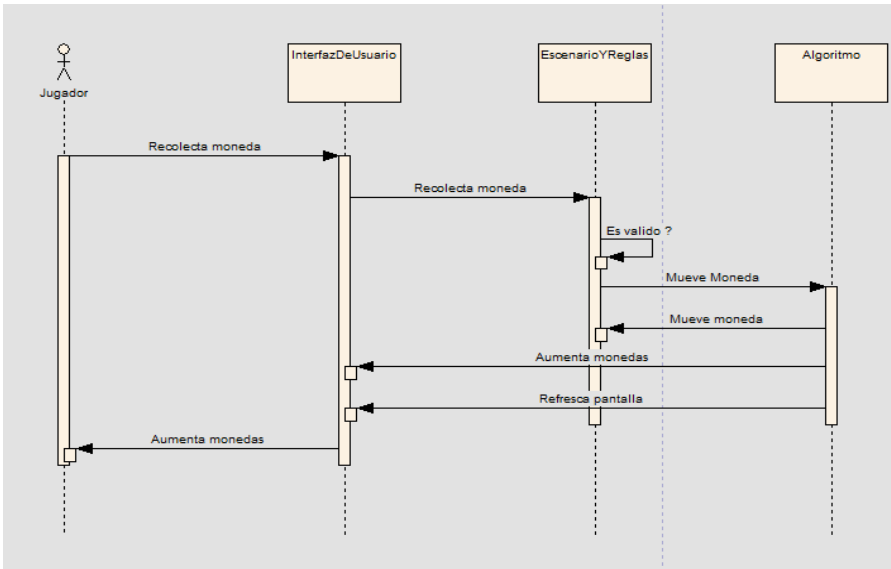 Jugador
InterfazDeUsuario
EscenarioYReglas
Algoritmo
Recolecta moneda
Recolecta moneda
Es valido ?
Mueve Moneda
Mueve moneda
Aumenta monedas
Refresca pantalla
Aumenta monedas